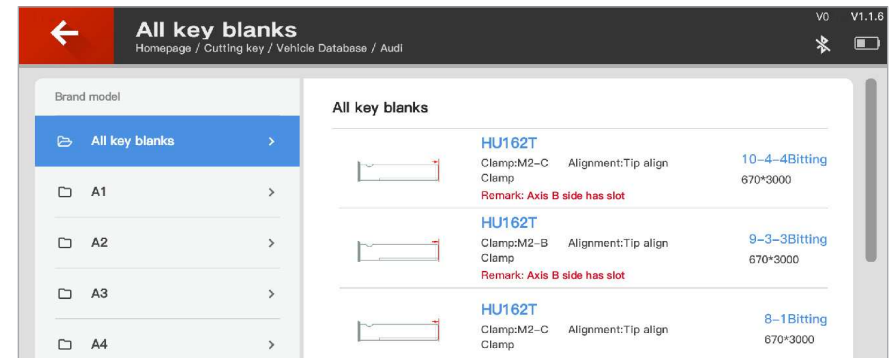 V0 V1.1.6
All key blanks
Homepage / Cutting key / Vehicle Database / Audi
Brand model
All key blanks
A1
A2
A3
A4
All key blanks
HU162T
Clamp:M2-C Alignment:Tip align
Clamp
Remark: Axis B side has slot
10-4-4Bitting
670*3000
HU162T
Clamp:M2-B Alignment:Tip align
Clamp
Remark: Axis B side has slot
9-3-3Bitting
670*3000
HU162T
Clamp:M2-C Alignment:Tip align
Clamp
8-1Bitting
670*3000